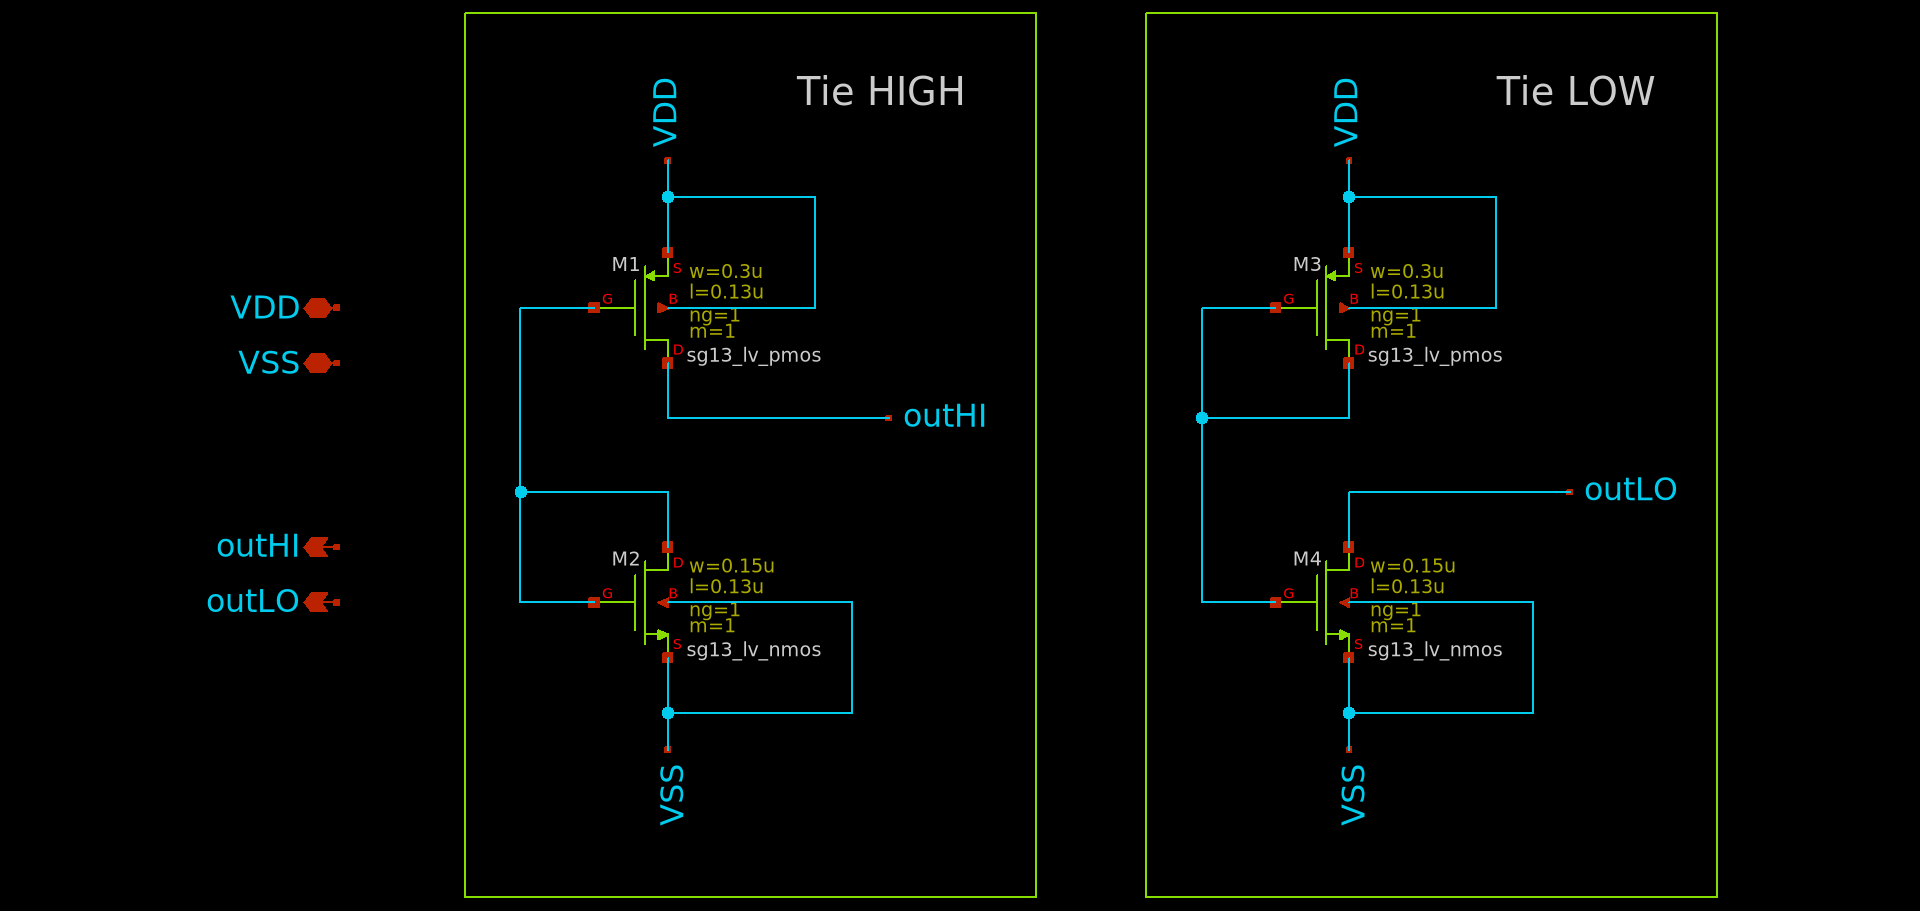 VDD
VSS
outHI
outLO
Tie HIGH
VDD
M1
S
w=0.3u
l=0.13u
G
B
ng=1
m=1
D
sg13_lv_pmos
outHI
M2
D
w=0.15u
l=0.13u
G
B
ng=1
m=1
S
sg13_lv_nmos
VSS
Tie LOW
VDD
M3
S
w=0.3u
l=0.13u
G
B
ng=1
m=1
D
sg13_lv_pmos
outLO
M4
D
w=0.15u
l=0.13u
G
B
ng=1
m=1
S
sg13_lv_nmos
VSS